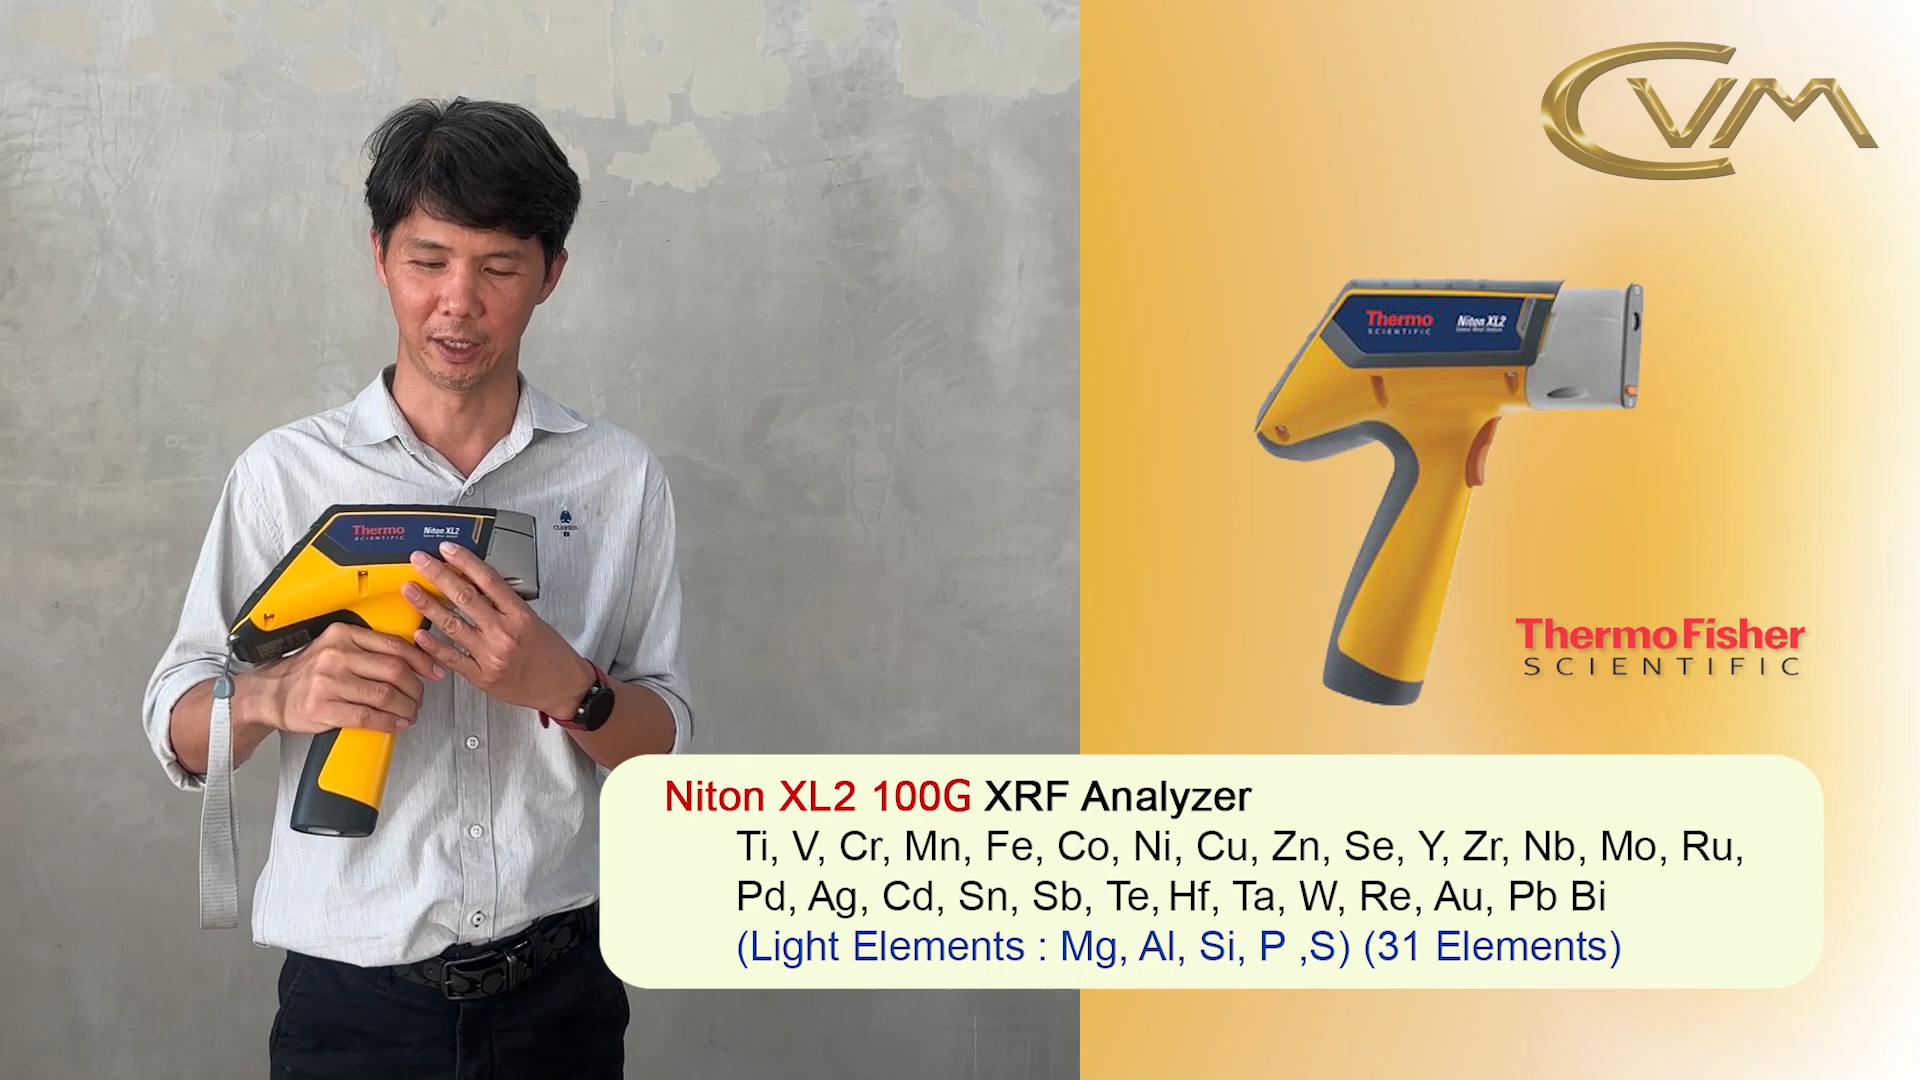 CVM
Thermo
SCIENTIFIC
Niton XL2
Thermo
SCIENTIFIC
Niton XL2
ThermoFisher
SCIENTIFIC
Niton XL2 100G XRF Analyzer
Ti, V, Cr, Mn, Fe, Co, Ni, Cu, Zn, Se, Y, Zr, Nb, Mo, Ru,
Pd, Ag, Cd, Sn, Sb, Te, Hf, Ta, W, Re, Au, Pb Bi
(Light Elements : Mg, Al, Si, P ,S) (31 Elements)